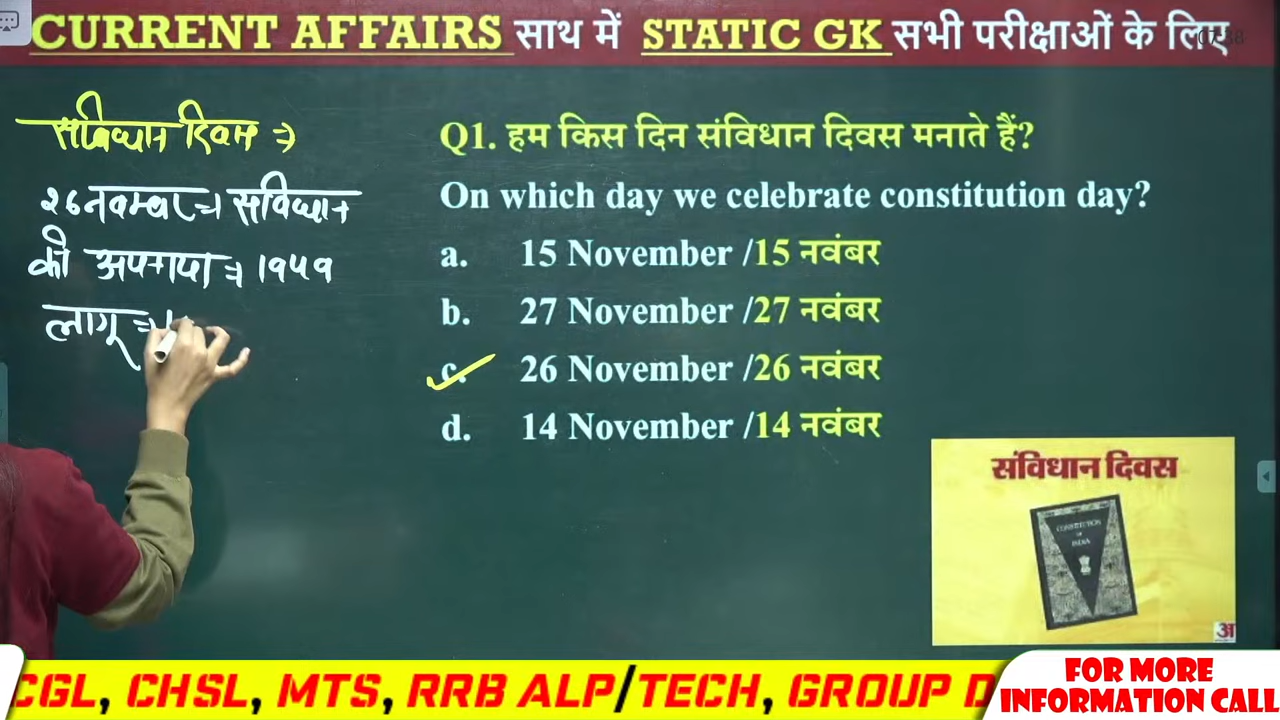 CURRENT AFFAIRS साथ में STATIC GK सभी परीक्षाओं के लिए
संविधान दिवस ⇒
२६ नवम्बर ⇒ संविधान
को अपनाया ⇒ १९४९
लागू ⇒
Q1. हम किस दिन संविधान दिवस मनाते हैं?
On which day we celebrate constitution day?
a. 15 November /15 नवंबर
b. 27 November /27 नवंबर
c. 26 November /26 नवंबर
d. 14 November /14 नवंबर
संविधान दिवस
CONSTITUTION
OF
INDIA
अ
CGL, CHSL, MTS, RRB ALP/TECH, GROUP D
FOR MORE
INFORMATION CALL